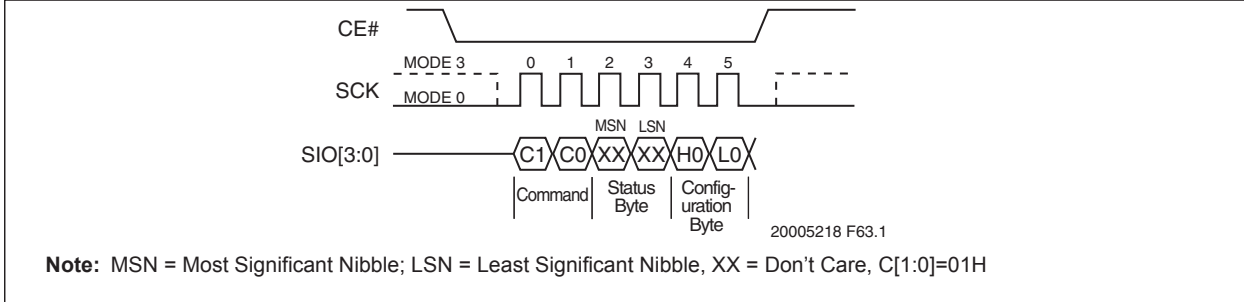 CE#
MODE 3 0 1 2 3 4 5
SCK
MODE 0
MSN LSN
SIO[3:0] C1 C0 XX XX H0 L0
Command Status Byte Config-uration Byte
20005218 F63.1
Note: MSN = Most Significant Nibble; LSN = Least Significant Nibble, XX = Don't Care, C[1:0]=01H